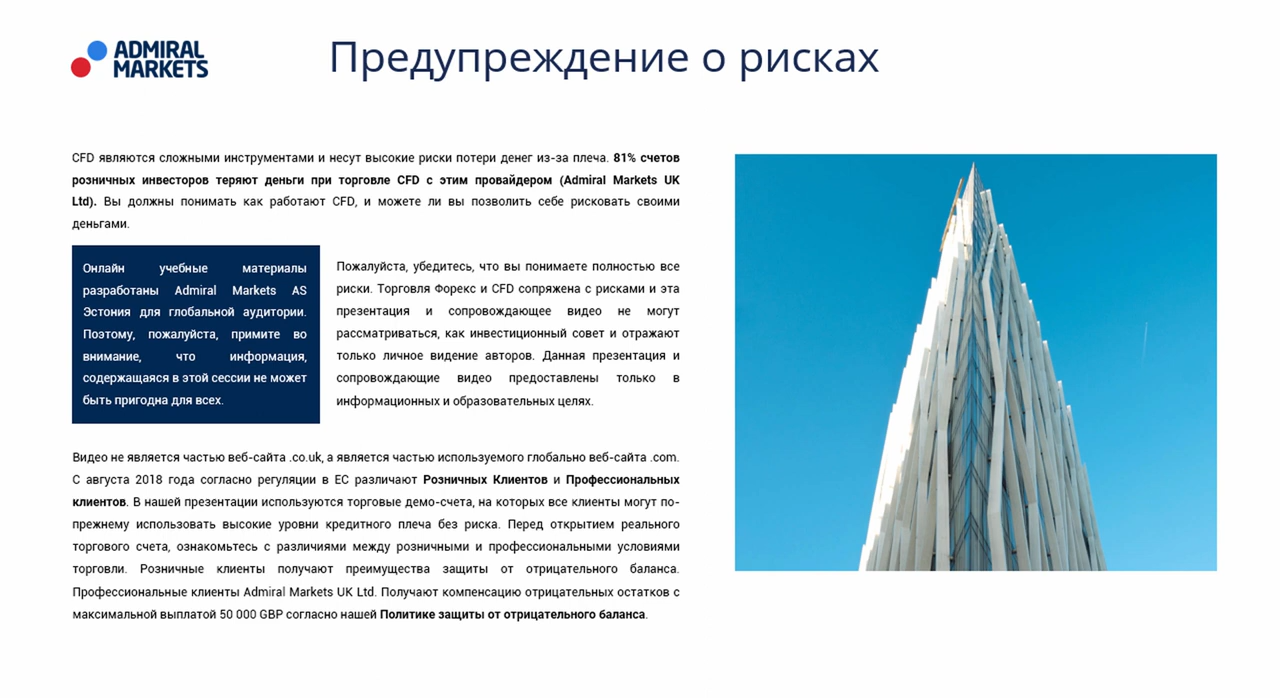 ADMIRAL
MARKETS
Предупреждение о рисках
CFD являются сложными инструментами и несут высокие риски потери денег из-за плеча. 81% счетов
розничных инвесторов теряют деньги при торговле CFD с этим провайдером (Admiral Markets UK
Ltd). Вы должны понимать как работают CFD, и можете ли вы позволить себе рисковать своими
деньгами.
Онлайн учебные материалы
разработаны Admiral Markets AS
Эстония для глобальной аудитории.
Поэтому, пожалуйста, примите во
внимание, что информация,
содержащаяся в этой сессии не может
быть пригодна для всех.
Пожалуйста, убедитесь, что вы понимаете полностью все
риски. Торговля Форекс и CFD сопряжена с рисками и эта
презентация и сопровождающее видео не могут
рассматриваться, как инвестиционный совет и отражают
только личное видение авторов. Данная презентация и
сопровождающие видео предоставлены только в
информационных и образовательных целях.
Видео не является частью веб-сайта .co.uk, а является частью используемого глобально веб-сайта .com.
С августа 2018 года согласно регуляции в ЕС различают Розничных Клиентов и Профессиональных
клиентов. В нашей презентации используются торговые демо-счета, на которых все клиенты могут по-
прежнему использовать высокие уровни кредитного плеча без риска. Перед открытием реального
торгового счета, ознакомьтесь с различиями между розничными и профессиональными условиями
торговли. Розничные клиенты получают преимущества защиты от отрицательного баланса.
Профессиональные клиенты Admiral Markets UK Ltd. Получают компенсацию отрицательных остатков с
максимальной выплатой 50 000 GBP согласно нашей Политике защиты от отрицательного баланса.